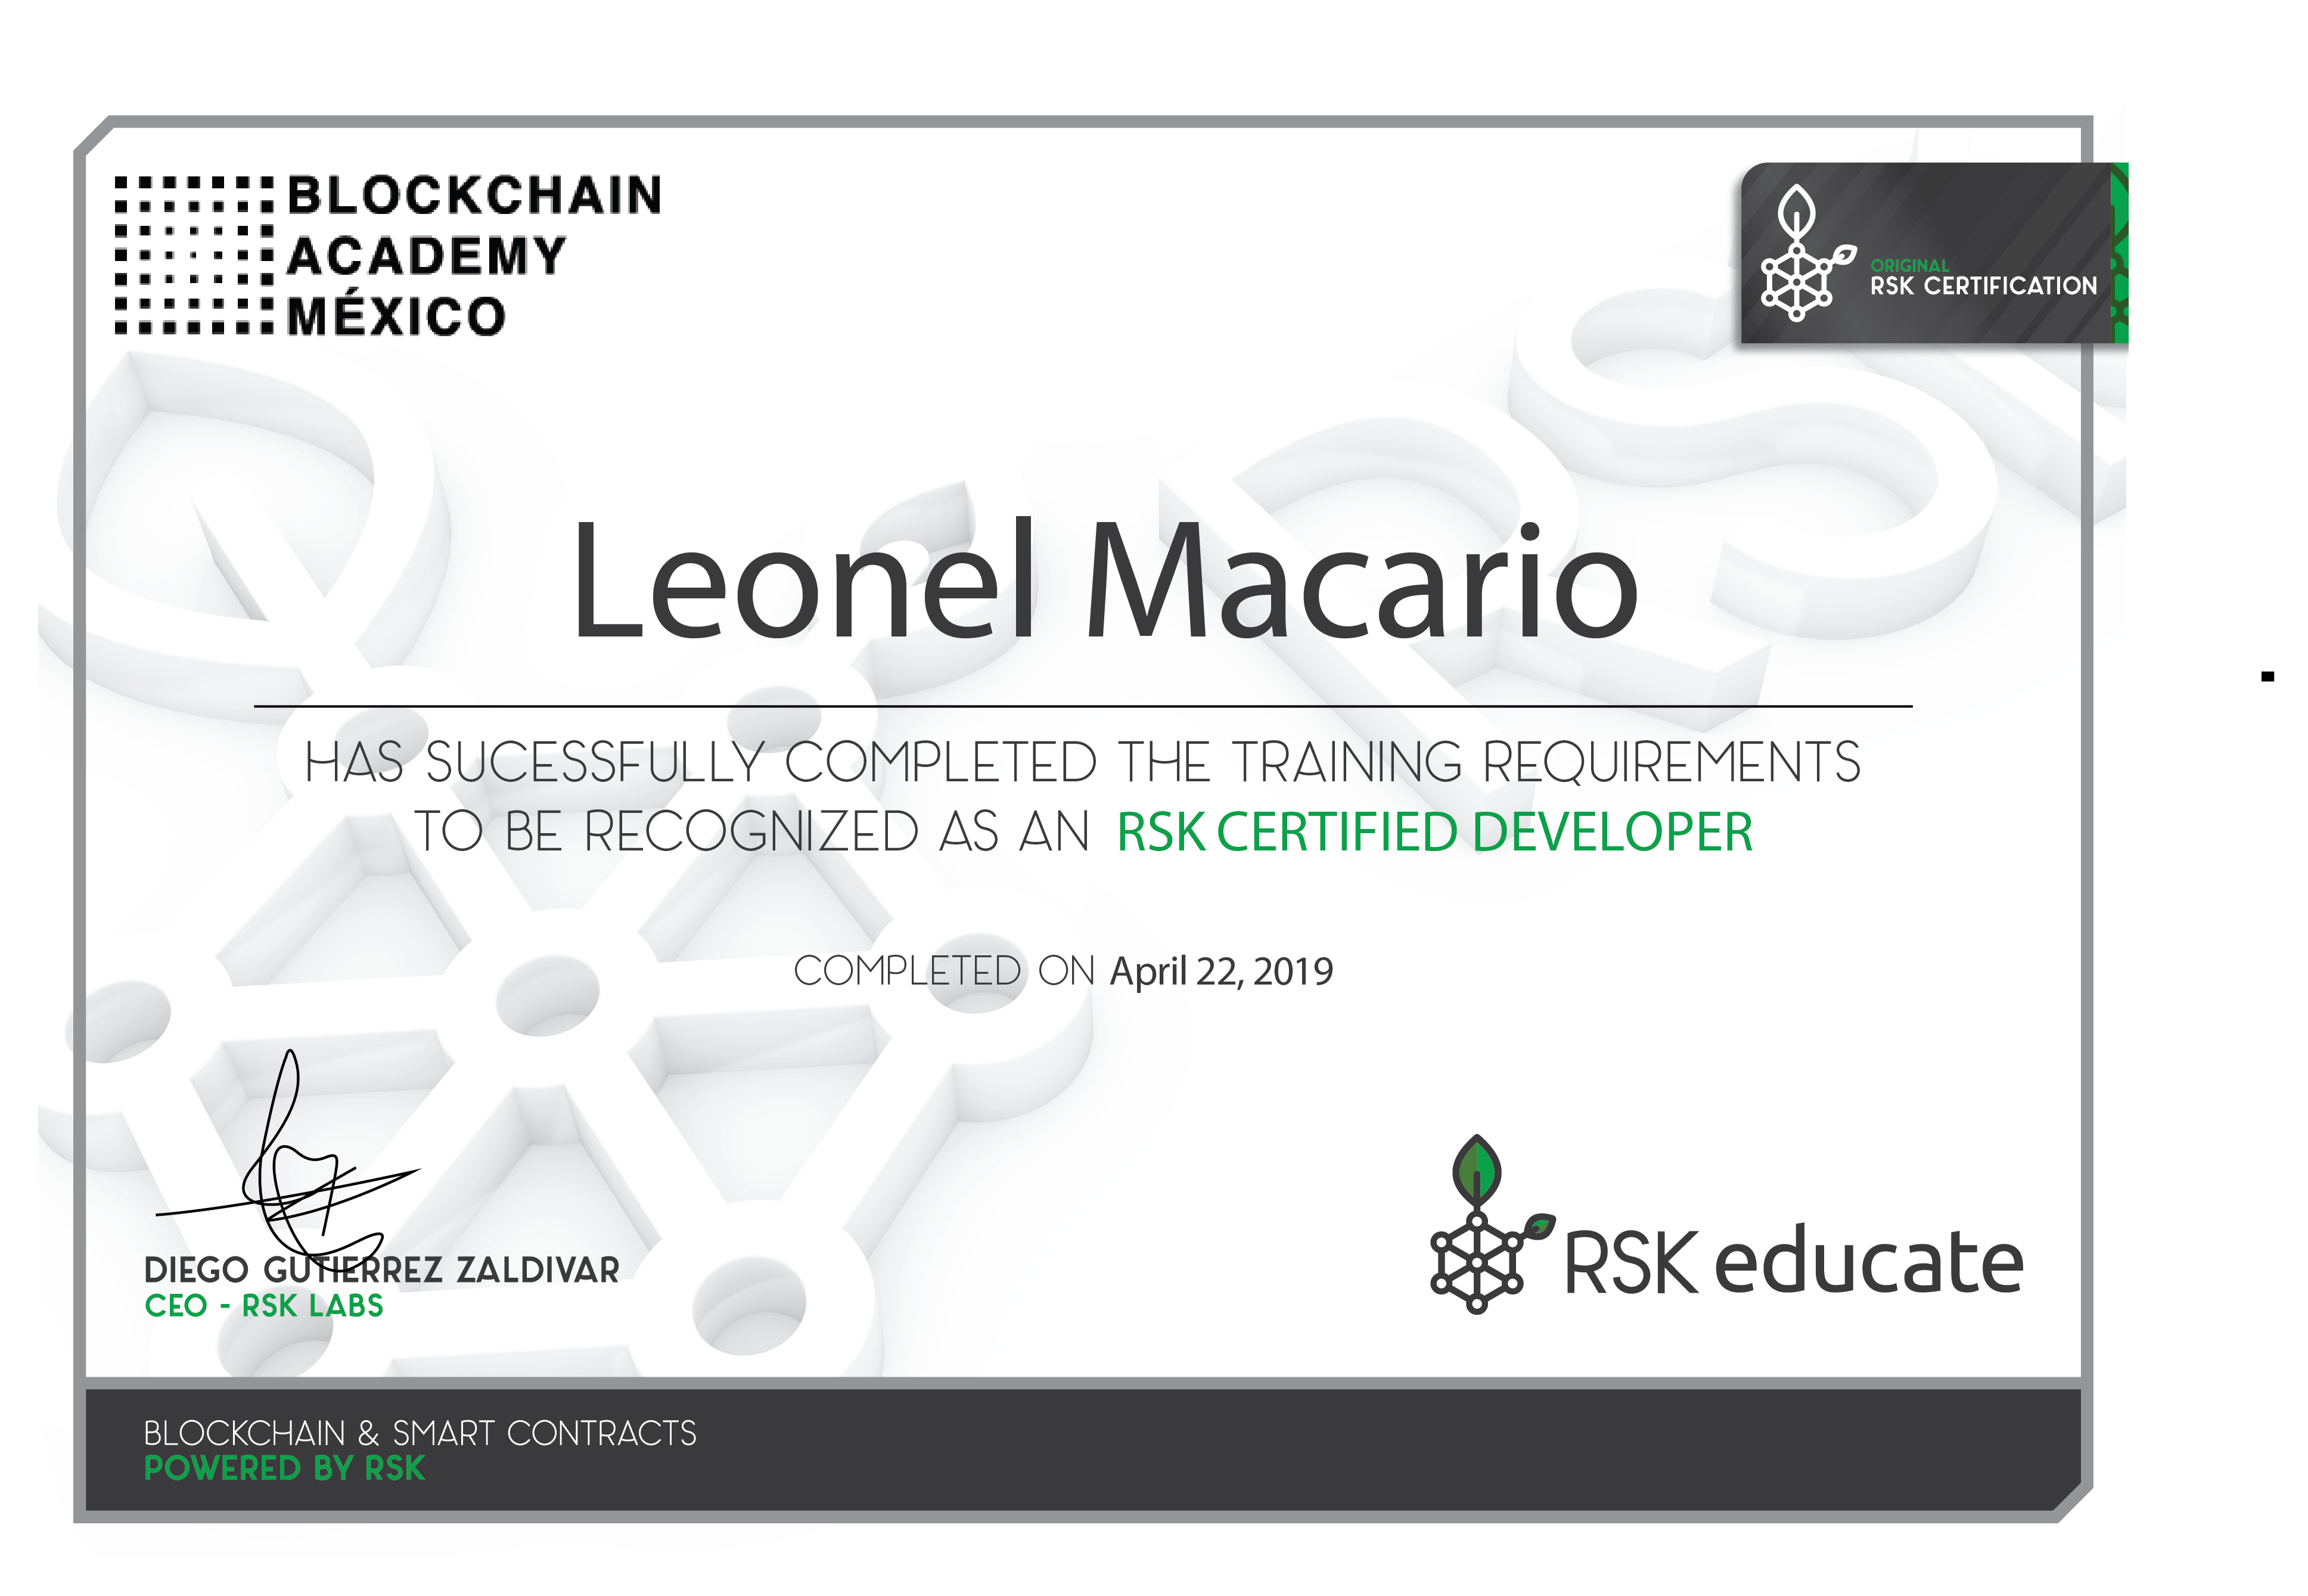 BLOCKCHAIN
ACADEMY
MÉXICO
ORIGINAL
RSK CERTIFICATION
Leonel Macario
HAS SUCESSFULLY COMPLETED THE TRAINING REQUIREMENTS
TO BE RECOGNIZED AS AN RSK CERTIFIED DEVELOPER
COMPLETED ON April 22, 2019
DIEGO GUTIERREZ ZALDIVAR
CEO - RSK LABS
RSK educate
BLOCKCHAIN & SMART CONTRACTS
POWERED BY RSK